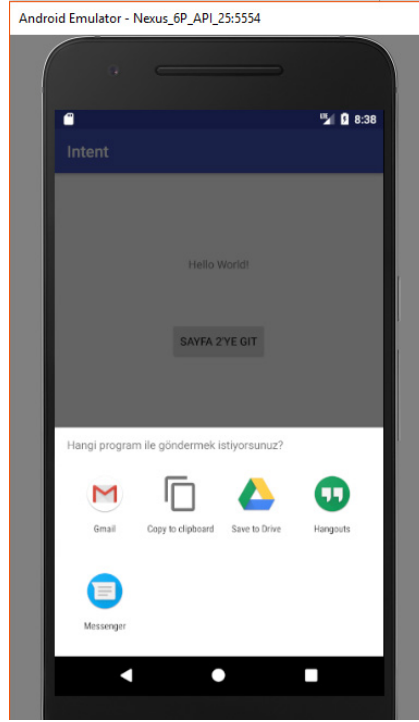 Android Emulator - Nexus_6P_API_25:5554
LTE 8:38
Intent
Hello World!
SAYFA 2'YE GIT
Hangi program ile göndermek istiyorsunuz?
Gmail Copy to clipboard Save to Drive Hangouts
Messenger